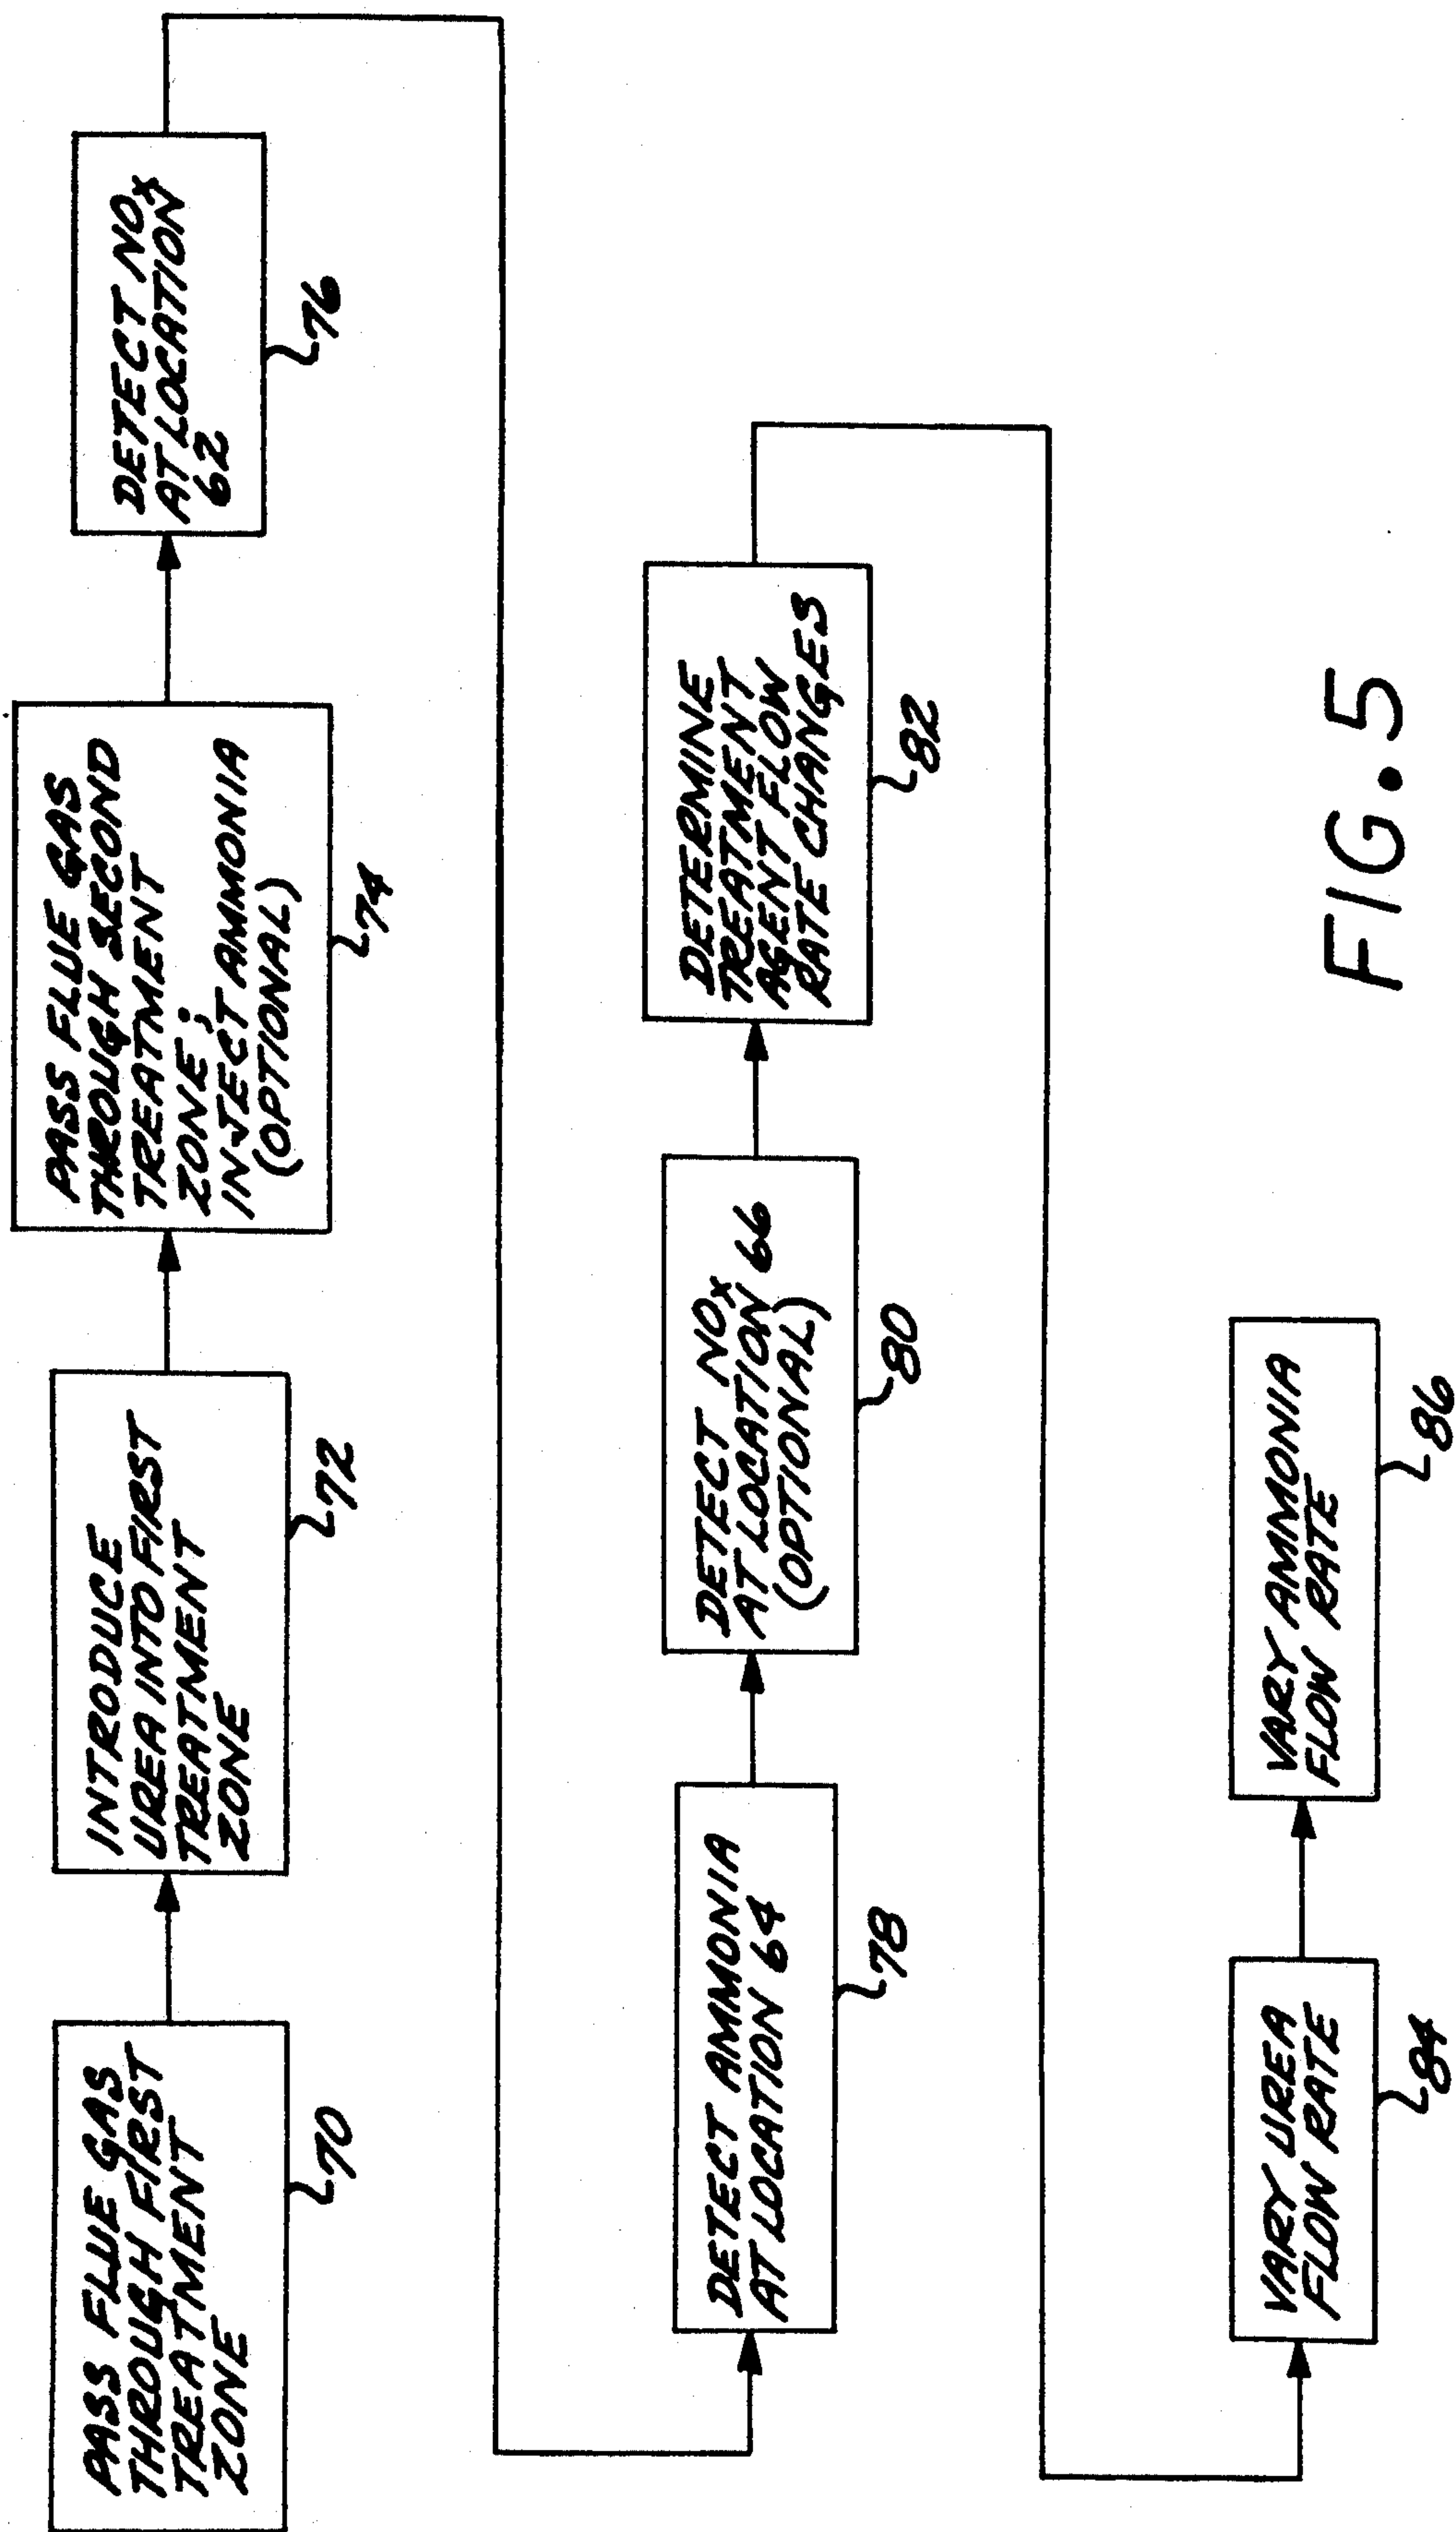 PASS FLUE GAS
THROUGH FIRST
TREATMENT
ZONE
70
INTRODUCE
UREA INTO FIRST
TREATMENT
ZONE
72
PASS FLUE GAS
THROUGH SECOND
TREATMENT
ZONE;
INJECT AMMONIA
(OPTIONAL)
74
DETECT NOx
AT LOCATION
62
76
DETECT AMMONIA
AT LOCATION 64
78
DETECT NOx
AT LOCATION 66
(OPTIONAL)
80
DETERMINE
TREATMENT
AGENT FLOW
RATE CHANGES
82
VARY UREA
FLOW RATE
84
VARY AMMONIA
FLOW RATE
86
FIG. 5